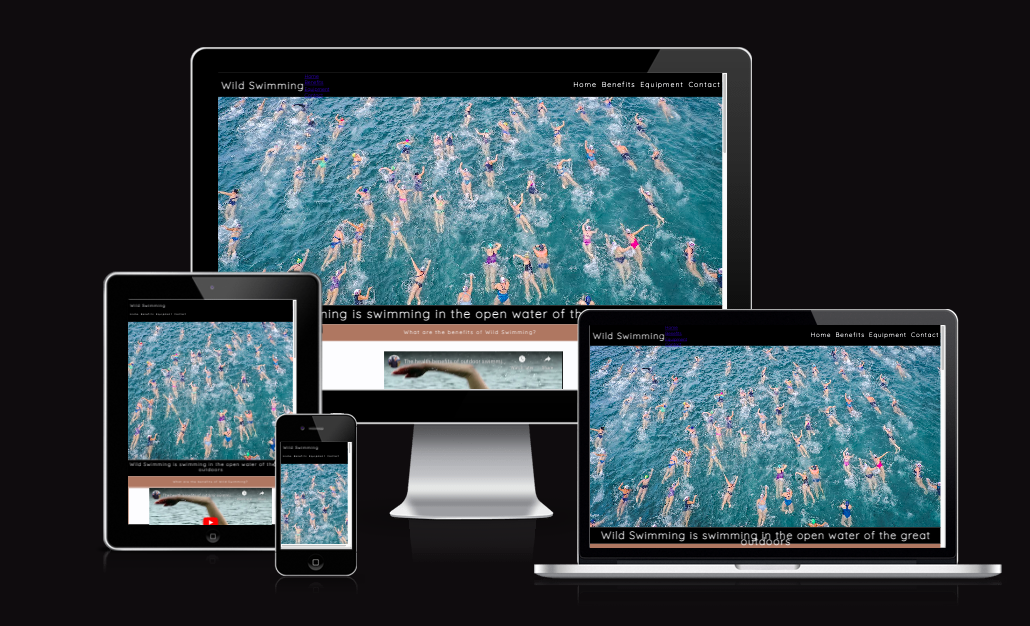 Wild Swimming
Home Benefits Equipment Contact
ning is swimming in the open water of th
What are the benefits of Wild Swimming?
The health benefits of outdoor swimmi...
Wild Swimming
Home Benefits Equipment Contact
Wild Swimming is swimming in the open water of the great
outdoors
Wild Swimming
Home Benefits Equipment Contact
Wild Swimming is swimming in the open water of the
outdoors
What are the benefits of Wild Swimming?
Wild Swimming
Home Benefits Equipment Contact